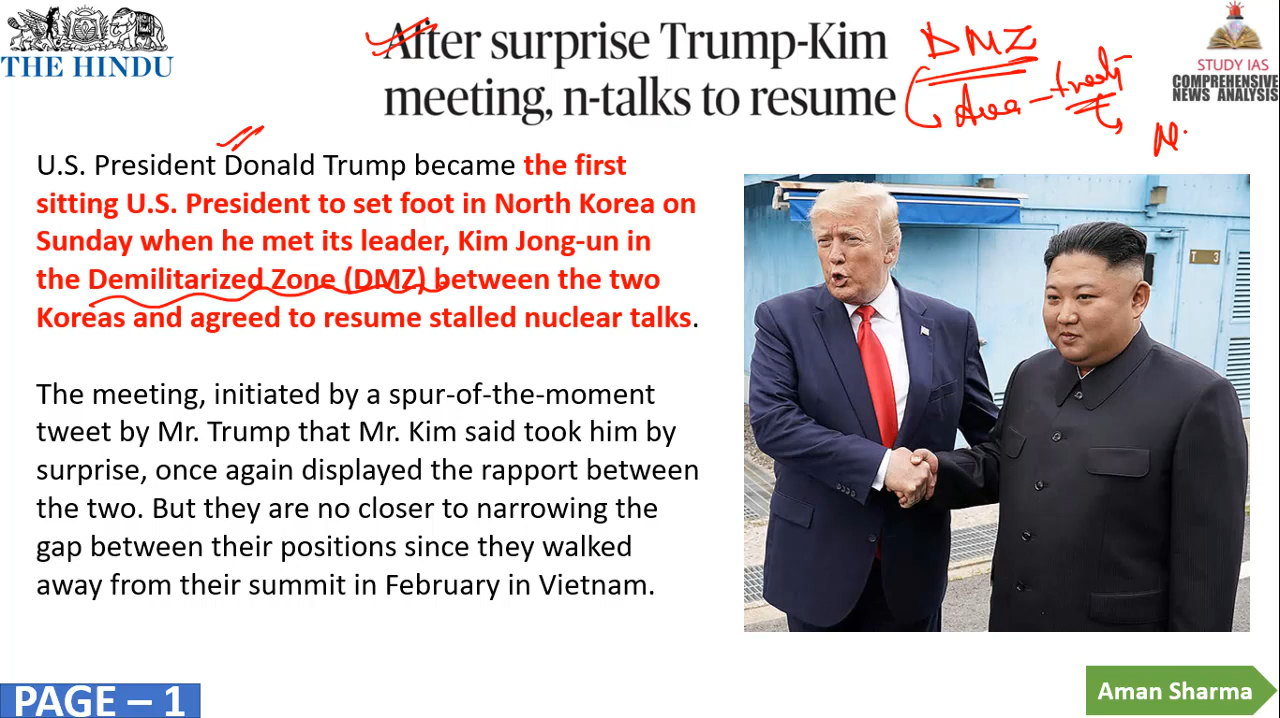 THE HINDU
After surprise Trump-Kim
meeting, n-talks to resume
DMZ
Area - treaty
STUDY IAS
COMPREHENSIVE
NEWS ANALYSIS
U.S. President Donald Trump became the first
sitting U.S. President to set foot in North Korea on
Sunday when he met its leader, Kim Jong-un in
the Demilitarized Zone (DMZ) between the two
Koreas and agreed to resume stalled nuclear talks.
The meeting, initiated by a spur-of-the-moment
tweet by Mr. Trump that Mr. Kim said took him by
surprise, once again displayed the rapport between
the two. But they are no closer to narrowing the
gap between their positions since they walked
away from their summit in February in Vietnam.
T 3
PAGE – 1
Aman Sharma